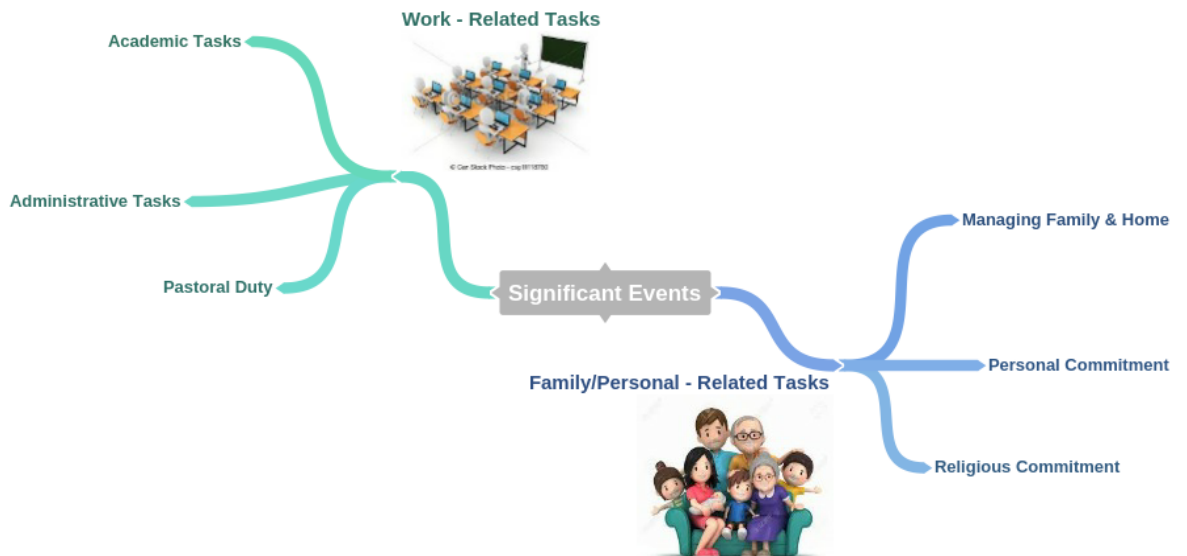 Work - Related Tasks
Academic Tasks
Administrative Tasks
Pastoral Duty
Significant Events
Managing Family & Home
Personal Commitment
Religious Commitment
Family/Personal - Related Tasks
© Can Stock Photo